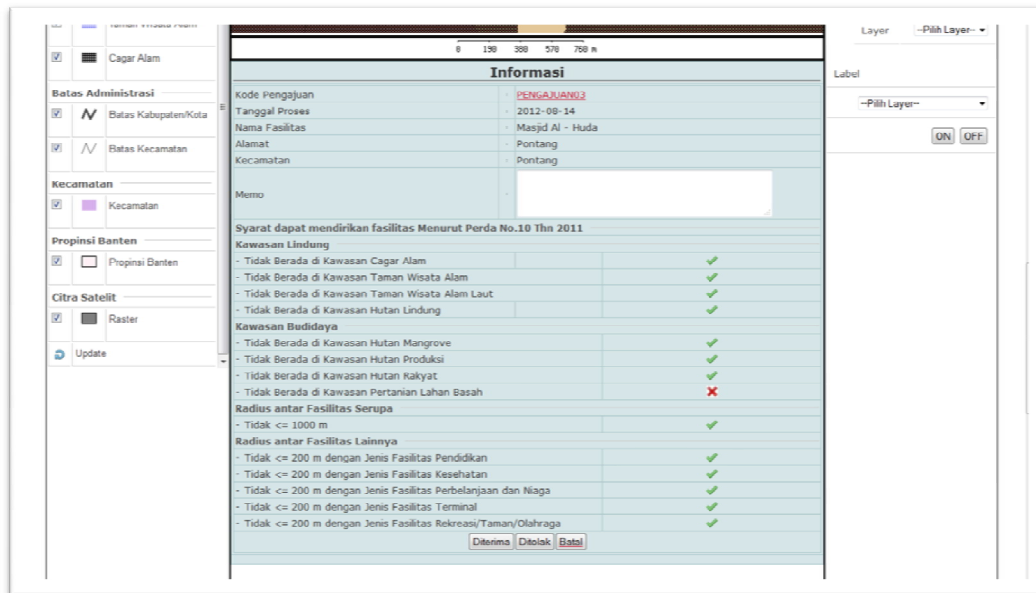 Taman Wisata Alam
Cagar Alam
Batas Administrasi
Batas Kabupaten/Kota
Batas Kecamatan
Kecamatan
Kecamatan
Propinsi Banten
Propinsi Banten
Citra Satelit
Raster
Update
0 190 380 570 760 m
Informasi
Kode Pengajuan PENGAJUAN03
Tanggal Proses 2012-08-14
Nama Fasilitas Masjid Al - Huda
Alamat Pontang
Kecamatan Pontang
Memo
Syarat dapat mendirikan fasilitas Menurut Perda No.10 Thn 2011
Kawasan Lindung
- Tidak Berada di Kawasan Cagar Alam
- Tidak Berada di Kawasan Taman Wisata Alam
- Tidak Berada di Kawasan Taman Wisata Alam Laut
- Tidak Berada di Kawasan Hutan Lindung
Kawasan Budidaya
- Tidak Berada di Kawasan Hutan Mangrove
- Tidak Berada di Kawasan Hutan Produksi
- Tidak Berada di Kawasan Hutan Rakyat
- Tidak Berada di Kawasan Pertanian Lahan Basah
Radius antar Fasilitas Serupa
- Tidak <= 1000 m
Radius antar Fasilitas Lainnya
- Tidak <= 200 m dengan Jenis Fasilitas Pendidikan
- Tidak <= 200 m dengan Jenis Fasilitas Kesehatan
- Tidak <= 200 m dengan Jenis Fasilitas Perbelanjaan dan Niaga
- Tidak <= 200 m dengan Jenis Fasilitas Terminal
- Tidak <= 200 m dengan Jenis Fasilitas Rekreasi/Taman/Olahraga
Diterima Ditolak Batal
Layer --Pilih Layer--
Label
--Pilih Layer--
ON OFF